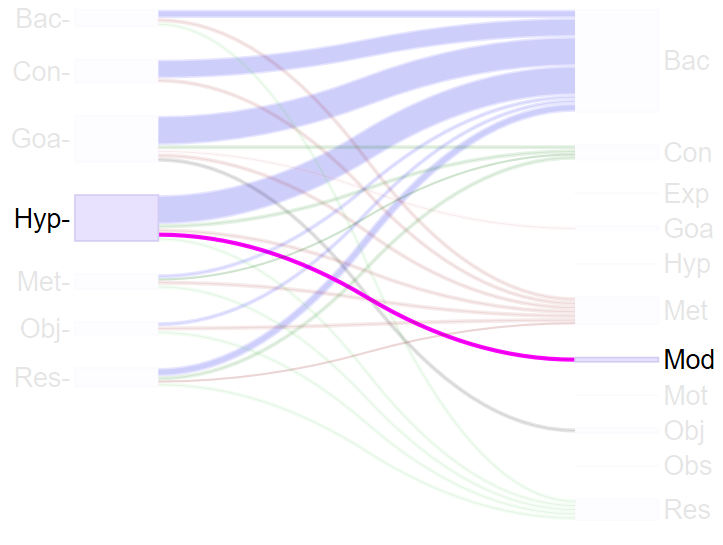 Bac-
Con-
Goa-
Hyp-
Met-
Obj-
Res-
Bac
Con
Exp
Goa
Hyp
Met
Mod
Mot
Obj
Obs
Res